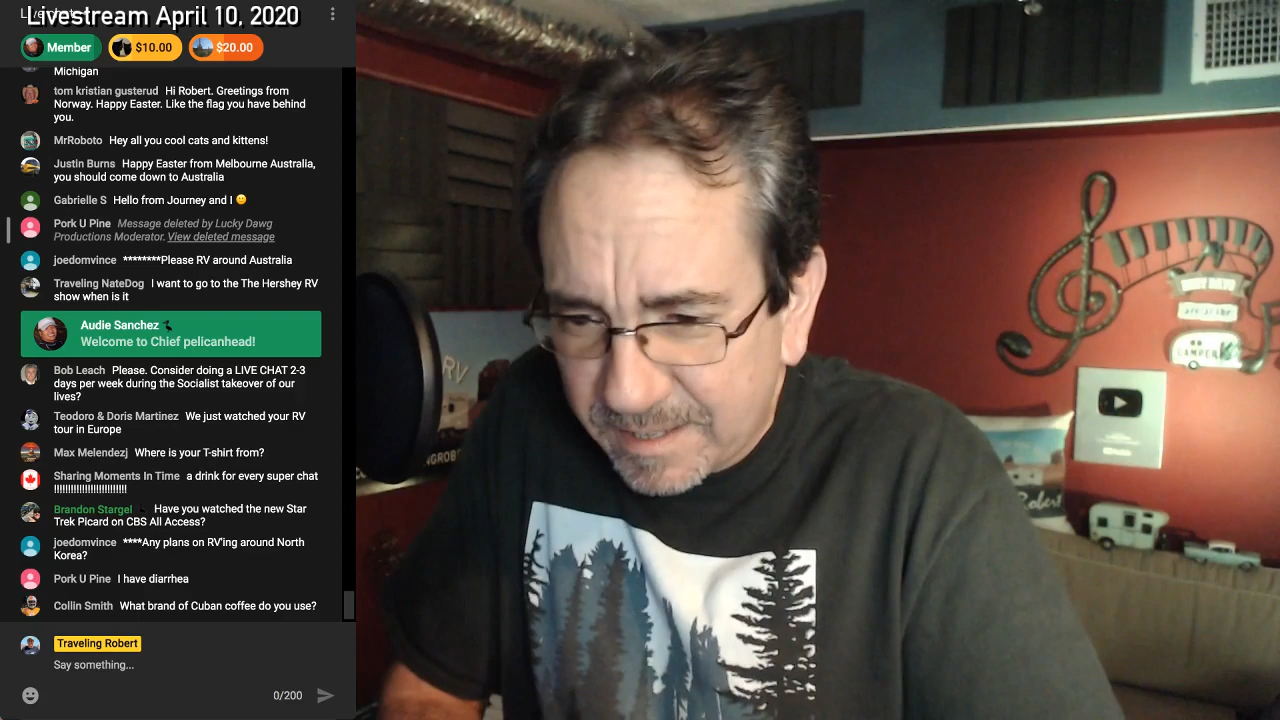 Livestream April 10, 2020
Member
$10.00
$20.00
Michigan
tom kristian gusterud Hi Robert. Greetings from
Norway. Happy Easter. Like the flag you have behind
you.
MrRoboto Hey all you cool cats and kittens!
Justin Burns Happy Easter from Melbourne Australia,
you should come down to Australia
Gabrielle S Hello from Journey and I 🙂
Pork U Pine Message deleted by Lucky Dawg
Productions Moderator. View deleted message
joedomvince ********Please RV around Australia
Traveling NateDog I want to go to the The Hershey RV
show when is it
Audie Sanchez
Welcome to Chief pelicanhead!
Bob Leach Please. Consider doing a LIVE CHAT 2-3
days per week during the Socialist takeover of our
lives?
Teodoro & Doris Martinez We just watched your RV
tour in Europe
Max Melendezj Where is your T-shirt from?
Sharing Moments In Time a drink for every super chat
!!!!!!!!!!!!!!!!!!!!!!!!!!
Brandon Stargel Have you watched the new Star
Trek Picard on CBS All Access?
joedomvince ****Any plans on RV'ing around North
Korea?
Pork U Pine I have diarrhea
Collin Smith What brand of Cuban coffee do you use?
Traveling Robert
Say something...
0/200
RV
NGROBE
CAMPER
Robert